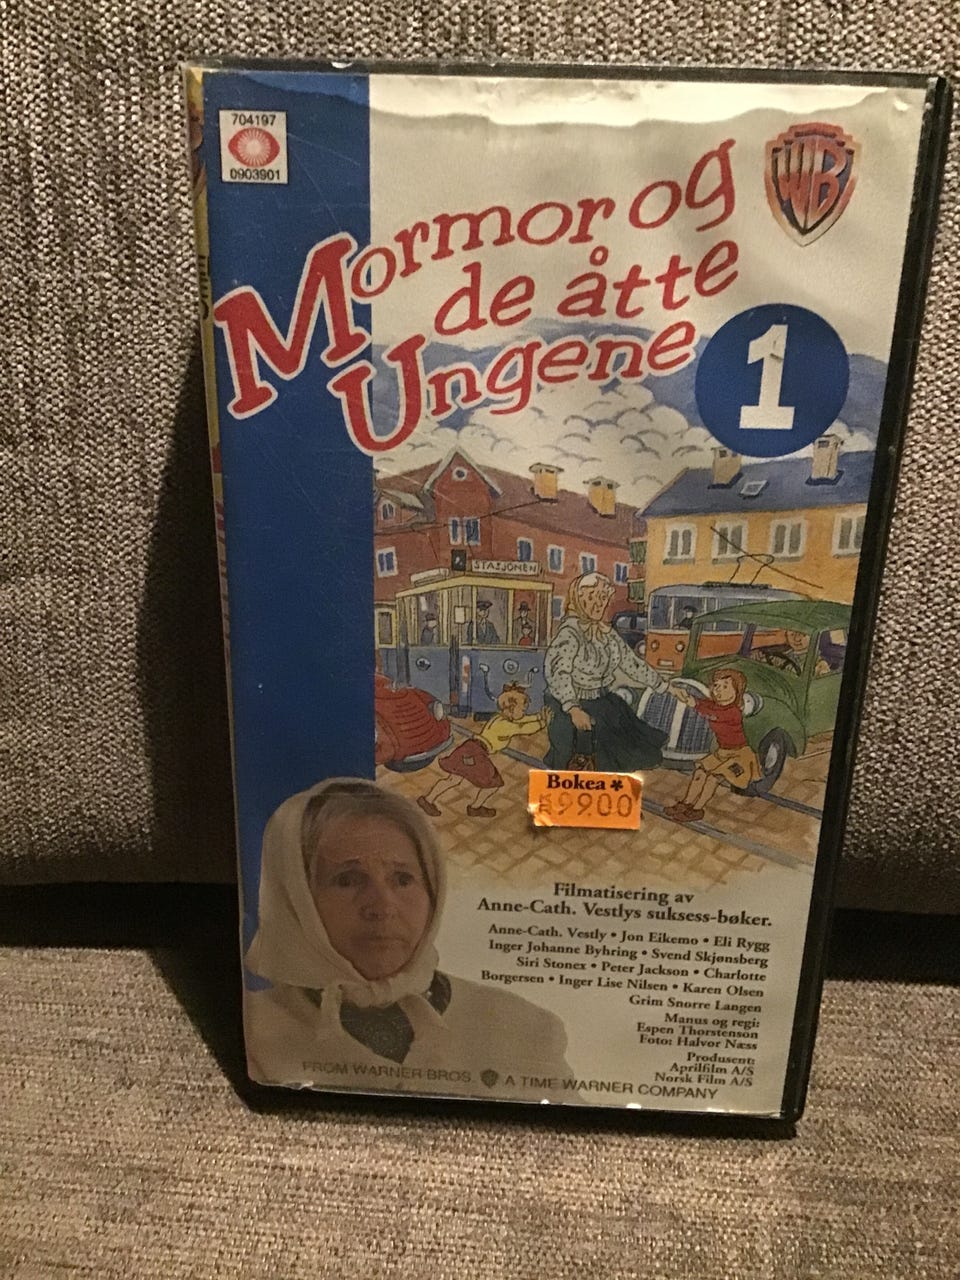 704197
0903901
WB
Mormor og
de åtte
Ungene
1
STASJONEN
Bokea
99.00
Filmatisering av
Anne-Cath. Vestlys suksess-bøker.
Anne-Cath. Vestly • Jon Eikemo • Eli Rygg
Inger Johanne Byhring • Svend Skjønsberg
Siri Stonex • Peter Jackson • Charlotte
Borgersen • Inger Lise Nilsen • Karen Olsen
Grim Snorre Langen
Manus og regi:
Espen Thorstenson
Foto: Halvor Næss
Produsent:
Aprilfilm A/S
Norsk Film A/S
FROM WARNER BROS. A TIME WARNER COMPANY